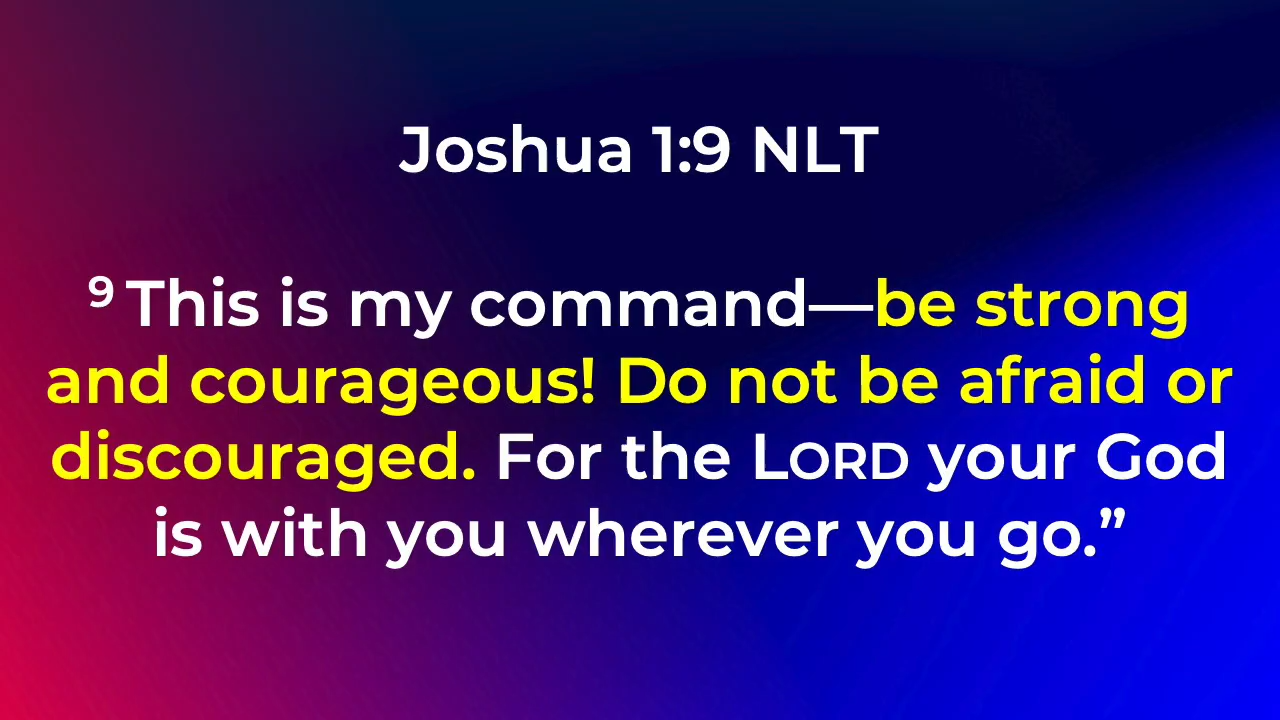 Joshua 1:9 NLT
9 This is my command—be strong
and courageous! Do not be afraid or
discouraged. For the LORD your God
is with you wherever you go.”